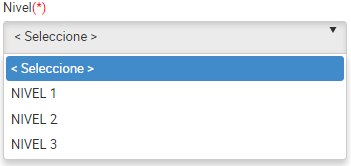 Nivel(*)
< Seleccione >
< Seleccione >
NIVEL 1
NIVEL 2
NIVEL 3